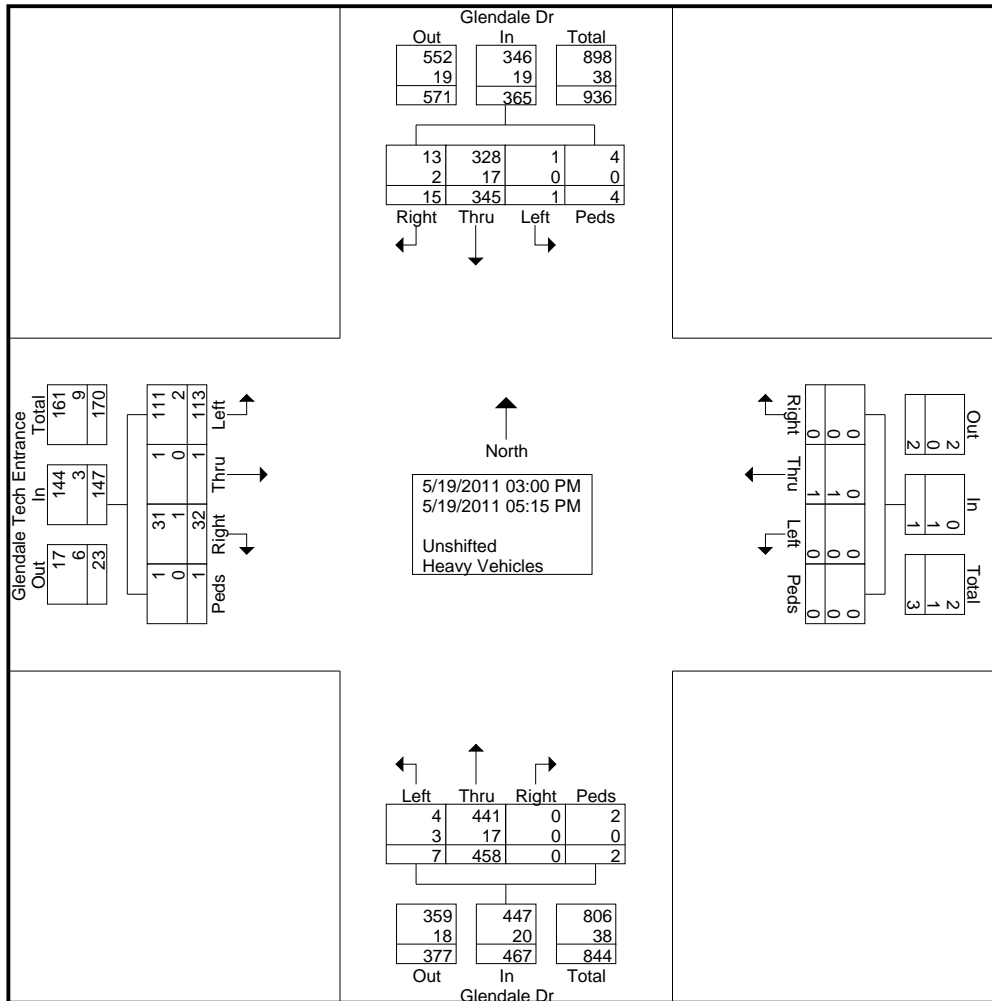 Glendale Dr
Out In Total
552 346 898
19 19 38
571 365 936
13 328 1 4
2 17 0 0
15 345 1 4
Right Thru Left Peds
Glendale Tech Entrance
Total In Out
161 144 17
9 3 6
170 147 23
111 1 31 1
2 0 1 0
113 1 32 1
Left Thru Right Peds
North
5/19/2011 03:00 PM
5/19/2011 05:15 PM
Unshifted
Heavy Vehicles
Right Thru Left Peds
0 1 0 0
0 1 0 0
0 0 0 0
Out In Total
2 0 2
0 1 1
2 1 3
Left Thru Right Peds
4 441 0 2
3 17 0 0
7 458 0 2
359 447 806
18 20 38
377 467 844
Out In Total
Glendale Dr